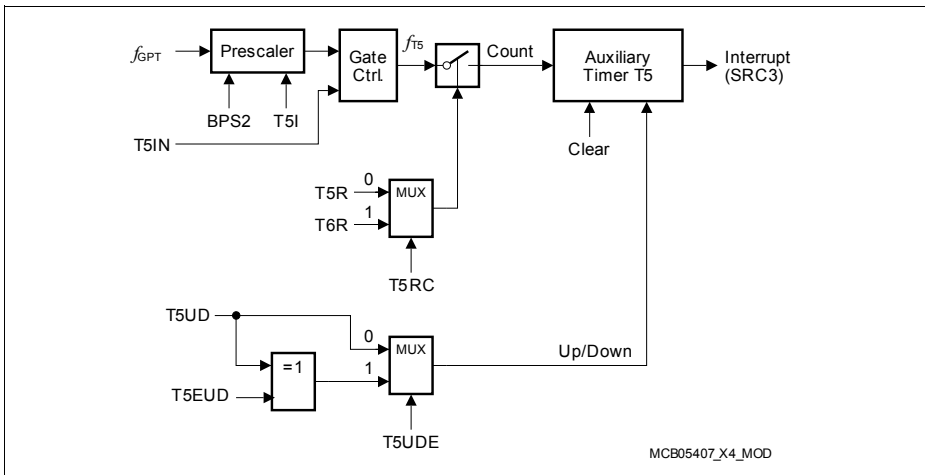 fGPT
Prescaler
BPS2
T5I
T5IN
Gate
Ctrl.
fT5
Count
Auxiliary
Timer T5
Interrupt
(SRC3)
Clear
T5R
0
T6R
1
MUX
T5RC
T5UD
0
MUX
=1
1
T5EUD
Up/Down
T5UDE
MCB05407_X4_MOD